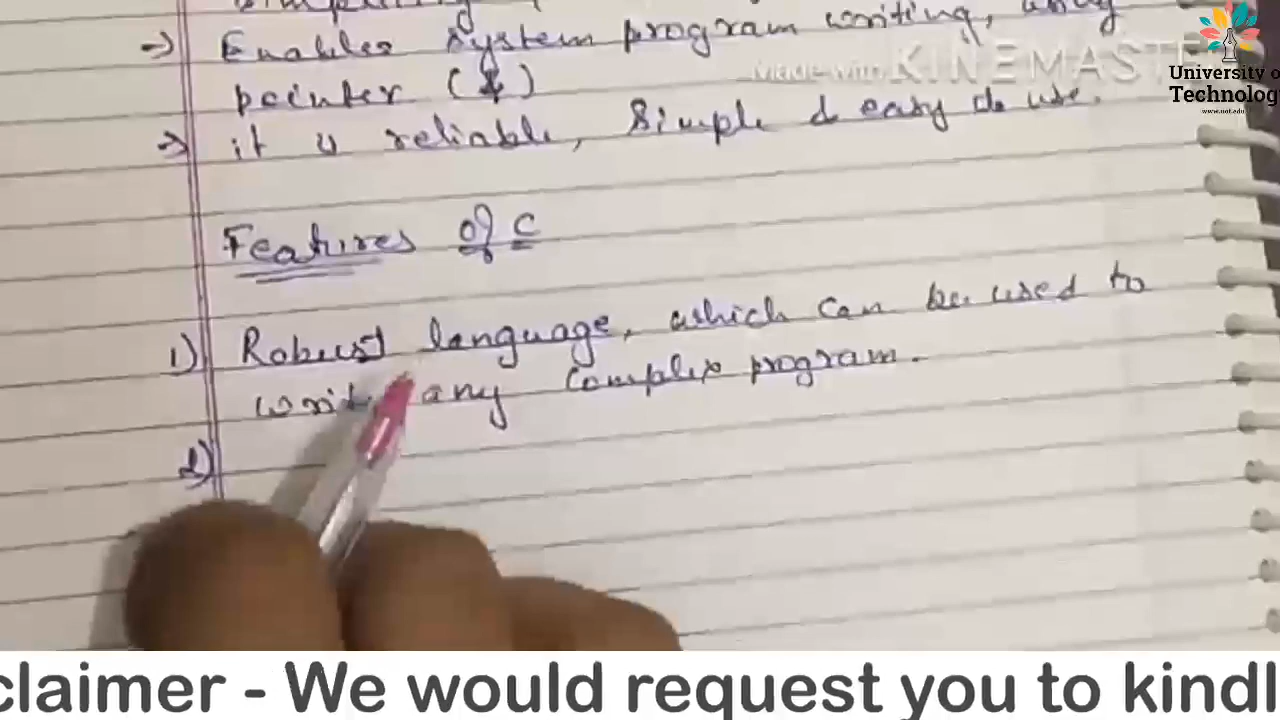 -> Enables system program writing, using
pointer (*)
-> it is reliable, simple & easy to use.
Features of C
1) Robust language, which can be used to
write any complex program.
2)
Made with KINEMASTE
University of
Technology
claimer - We would request you to kindl